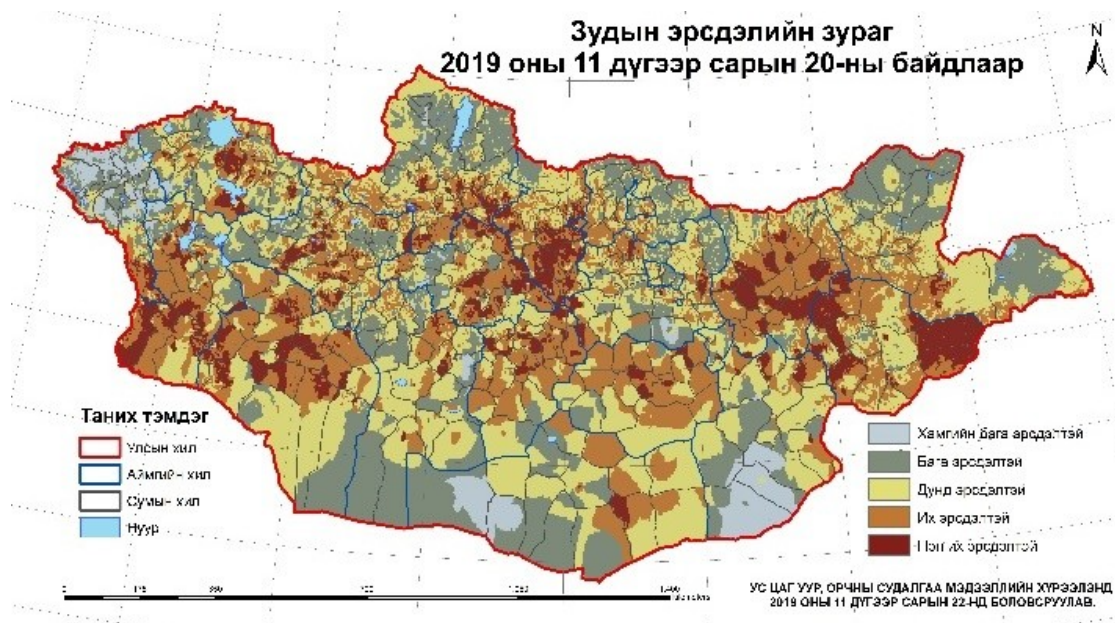 Зудын эрсдэлийн зураг
2019 оны 11 дүгээр сарын 20-ны байдлаар
N
Таних тэмдэг
Улсын хил
Аймгийн хил
Сумын хил
Нуур
Хамгийн бага эрсдэлтэй
Бага эрсдэлтэй
Дунд эрсдэлтэй
Их эрсдэлтэй
Нэн их эрсдэлтэй
0
УС ЦАГ УУР, ОРЧНЫ СУДАЛГАА МЭДЭЭЛЛИЙН ХҮРЭЭЛЭНД
2019 ОНЫ 11 ДҮГЭЭР САРЫН 22-НД БОЛОВСРУУЛАВ.